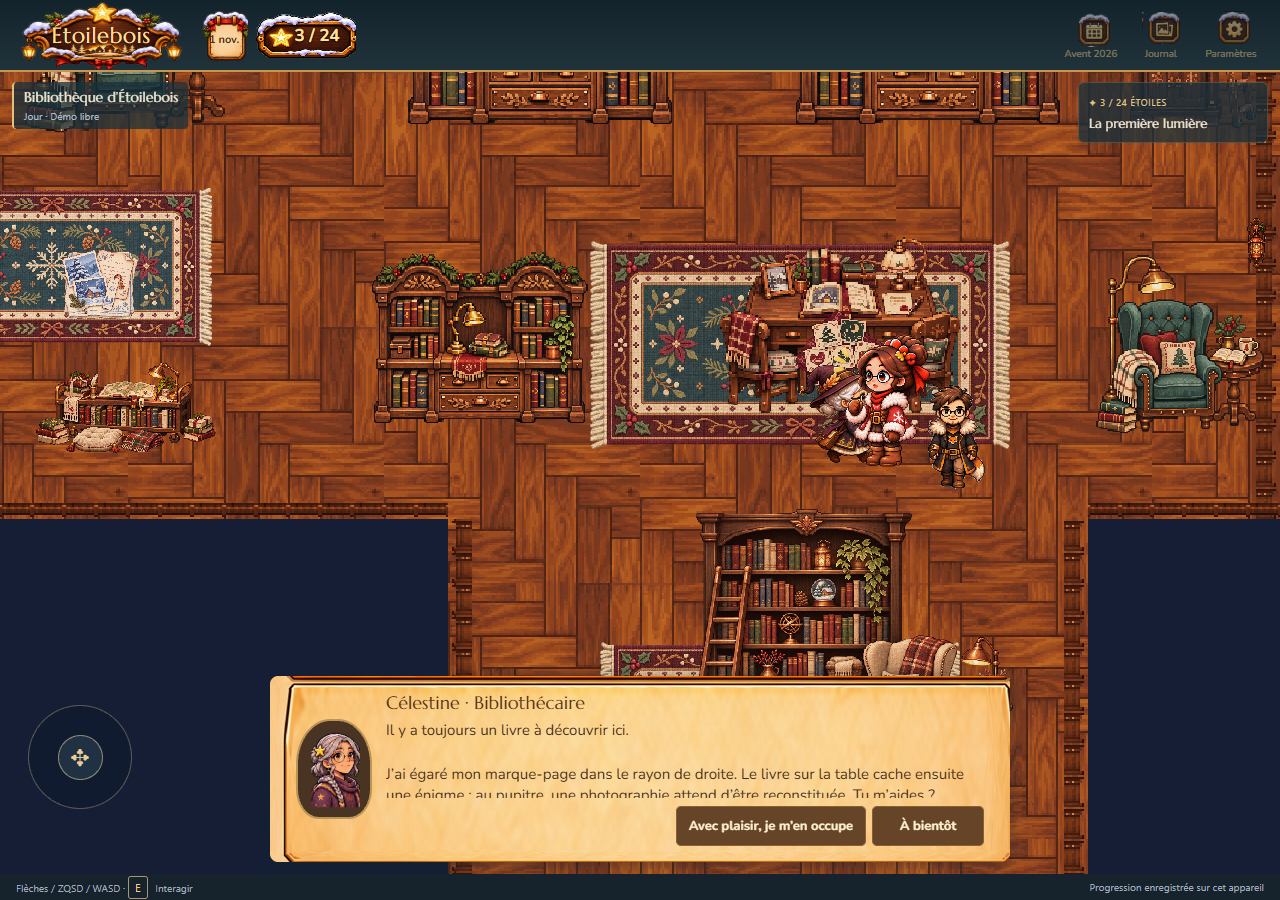 Étoilebois
1 nov.
3 / 24
Avent 2026
Journal
Paramètres
Bibliothèque d'Étoilebois
Jour · Démo libre
✦ 3 / 24 ÉTOILES
La première lumière
Célestine · Bibliothécaire
Il y a toujours un livre à découvrir ici.
J'ai égaré mon marque-page dans le rayon de droite. Le livre sur la table cache ensuite
une énigme : au pupitre, une photographie attend d'être reconstituée. Tu m'aides ?
Avec plaisir, je m'en occupe
À bientôt
Flèches / ZQSD / WASD · E Interagir
Progression enregistrée sur cet appareil